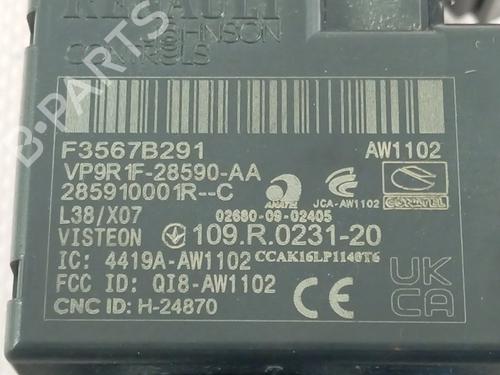 RENAULT
JOHNSON
CONTROLS
F3567B291
AW1102
VP9R1F-28590-AA
285910001R--C
JCA-AW1102
L38/X07
02680-09-02405
VISTEON
109.R.0231-20
IC: 4419A-AW1102
CCAK16LP1140T6
FCC ID: QI8-AW1102
CE
UK
CA
CNC ID: H-24870
B-PARTS